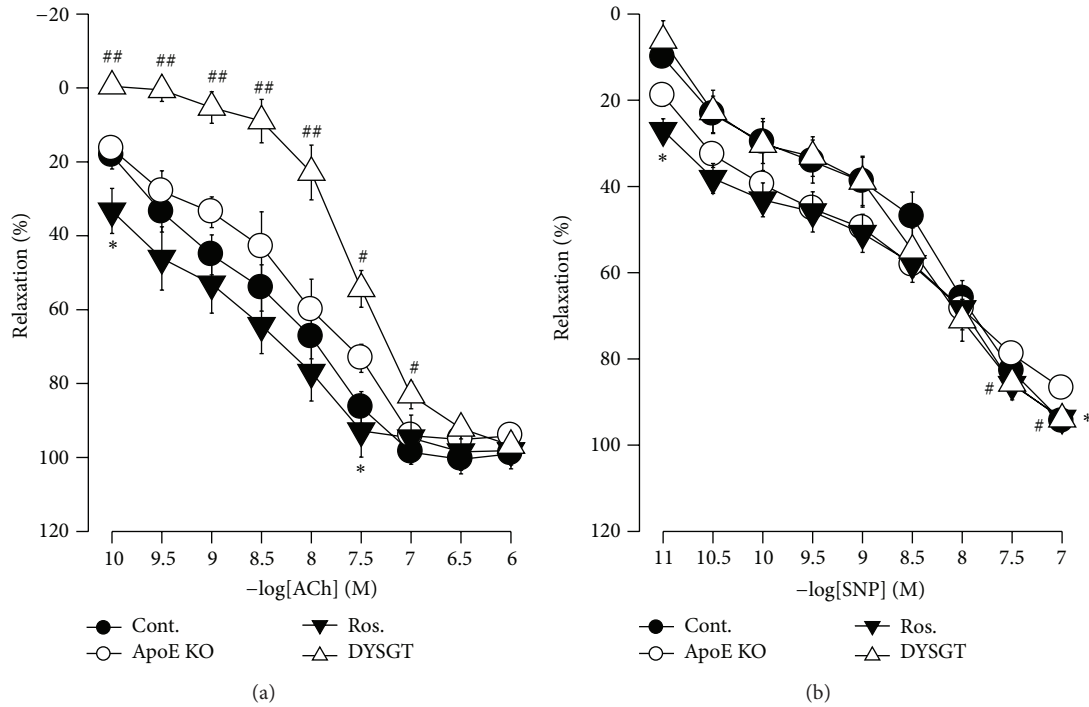 −20
0
20
40
60
80
100
120
Relaxation (%)
## ## ## ## ##
# #
* *
10 9.5 9 8.5 8 7.5 7 6.5 6
−log[ACh] (M)
Cont. Ros.
ApoE KO DYSGT
(a)
0
20
40
60
80
100
120
Relaxation (%)
*
# # *
11 10.5 10 9.5 9 8.5 8 7.5 7
−log[SNP] (M)
Cont. Ros.
ApoE KO DYSGT
(b)